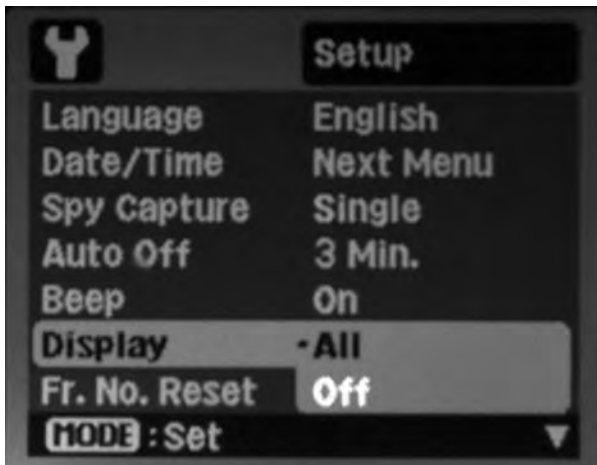 Setup
Language English
Date/Time Next Menu
Spy Capture Single
Auto Off 3 Min.
Beep On
Display ·All
Fr. No. Reset Off
MODE :Set